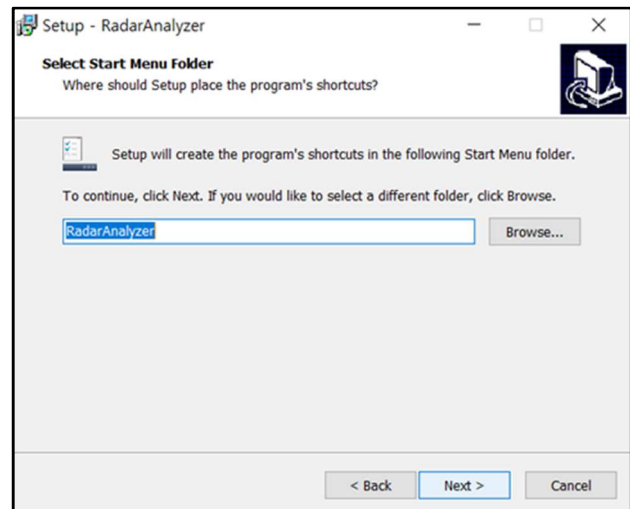 Setup - RadarAnalyzer
Select Start Menu Folder
Where should Setup place the program's shortcuts?
Setup will create the program's shortcuts in the following Start Menu folder.
To continue, click Next. If you would like to select a different folder, click Browse.
RadarAnalyzer
Browse...
< Back
Next >
Cancel